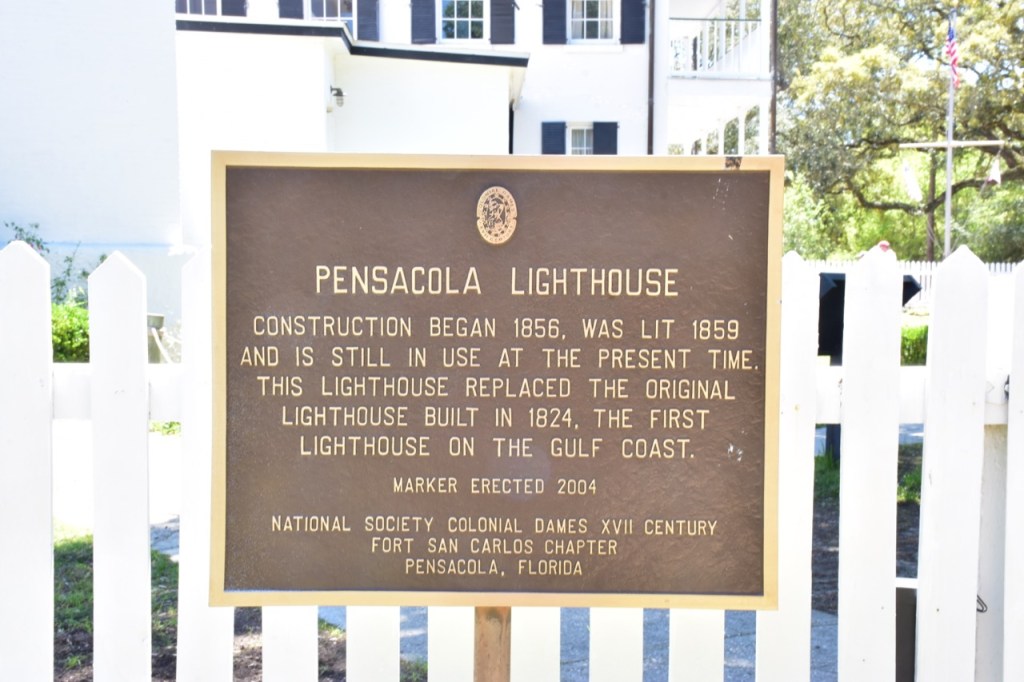 PENSACOLA LIGHTHOUSE
CONSTRUCTION BEGAN 1856, WAS LIT 1859
AND IS STILL IN USE AT THE PRESENT TIME.
THIS LIGHTHOUSE REPLACED THE ORIGINAL
LIGHTHOUSE BUILT IN 1824, THE FIRST
LIGHTHOUSE ON THE GULF COAST.
MARKER ERECTED 2004
NATIONAL SOCIETY COLONIAL DAMES XVII CENTURY
FORT SAN CARLOS CHAPTER
PENSACOLA, FLORIDA